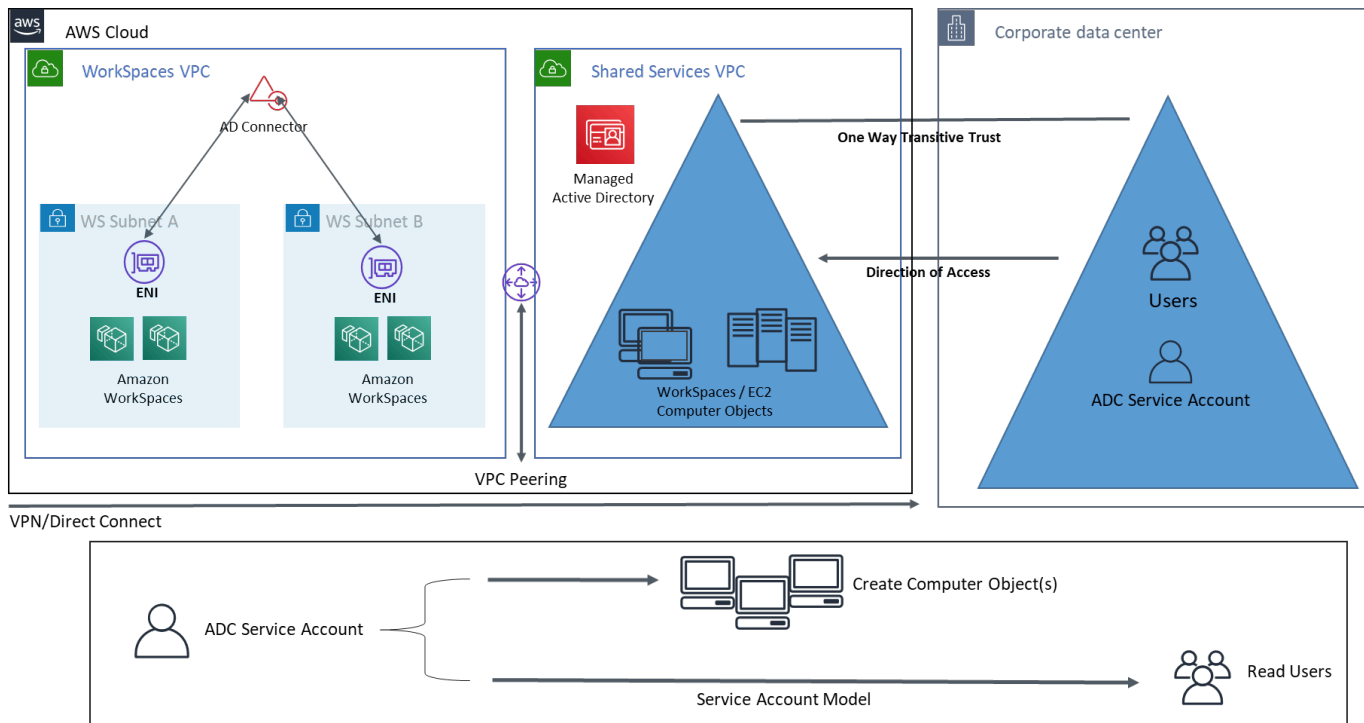 aws
AWS Cloud
WorkSpaces VPC
AD Connector
WS Subnet A
ENI
Amazon
WorkSpaces
WS Subnet B
ENI
Amazon
WorkSpaces
Shared Services VPC
Managed
Active Directory
WorkSpaces / EC2
Computer Objects
VPC Peering
Corporate data center
One Way Transitive Trust
Direction of Access
Users
ADC Service Account
VPN/Direct Connect
ADC Service Account
Create Computer Object(s)
Read Users
Service Account Model